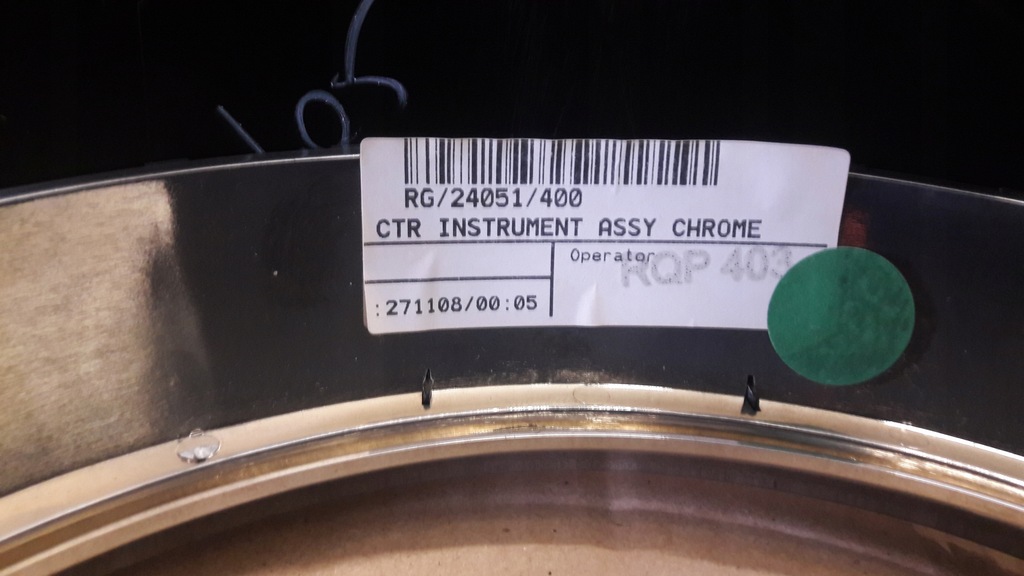 RG/24051/400
CTR INSTRUMENT ASSY CHROME
Operator
RQP 403
:271108/00:05